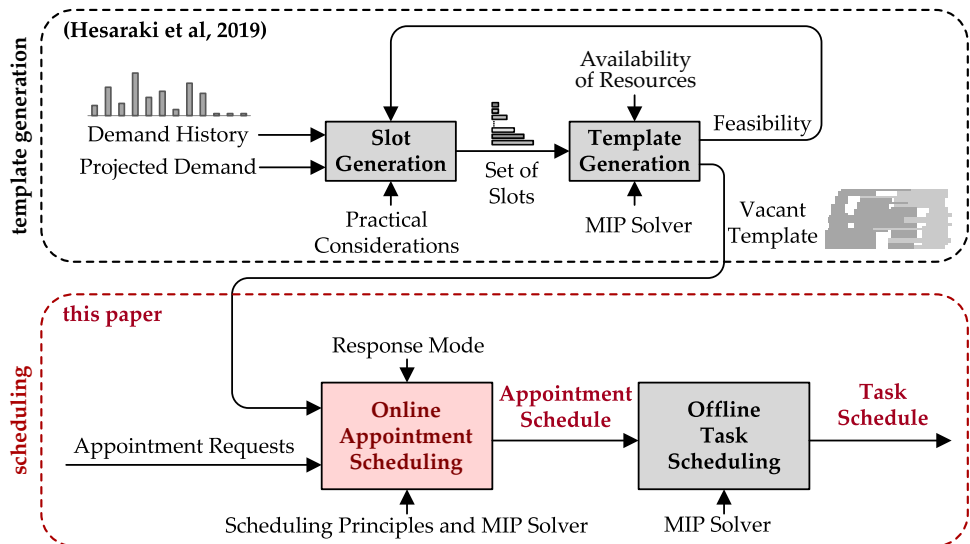 (Hesaraki et al, 2019)
template generation
Demand History
Projected Demand
Slot
Generation
Practical
Considerations
Set of
Slots
Availability
of Resources
Template
Generation
MIP Solver
Feasibility
Vacant
Template
this paper
scheduling
Response Mode
Appointment Requests
Online
Appointment
Scheduling
Scheduling Principles and MIP Solver
Appointment
Schedule
Offline
Task
Scheduling
MIP Solver
Task
Schedule